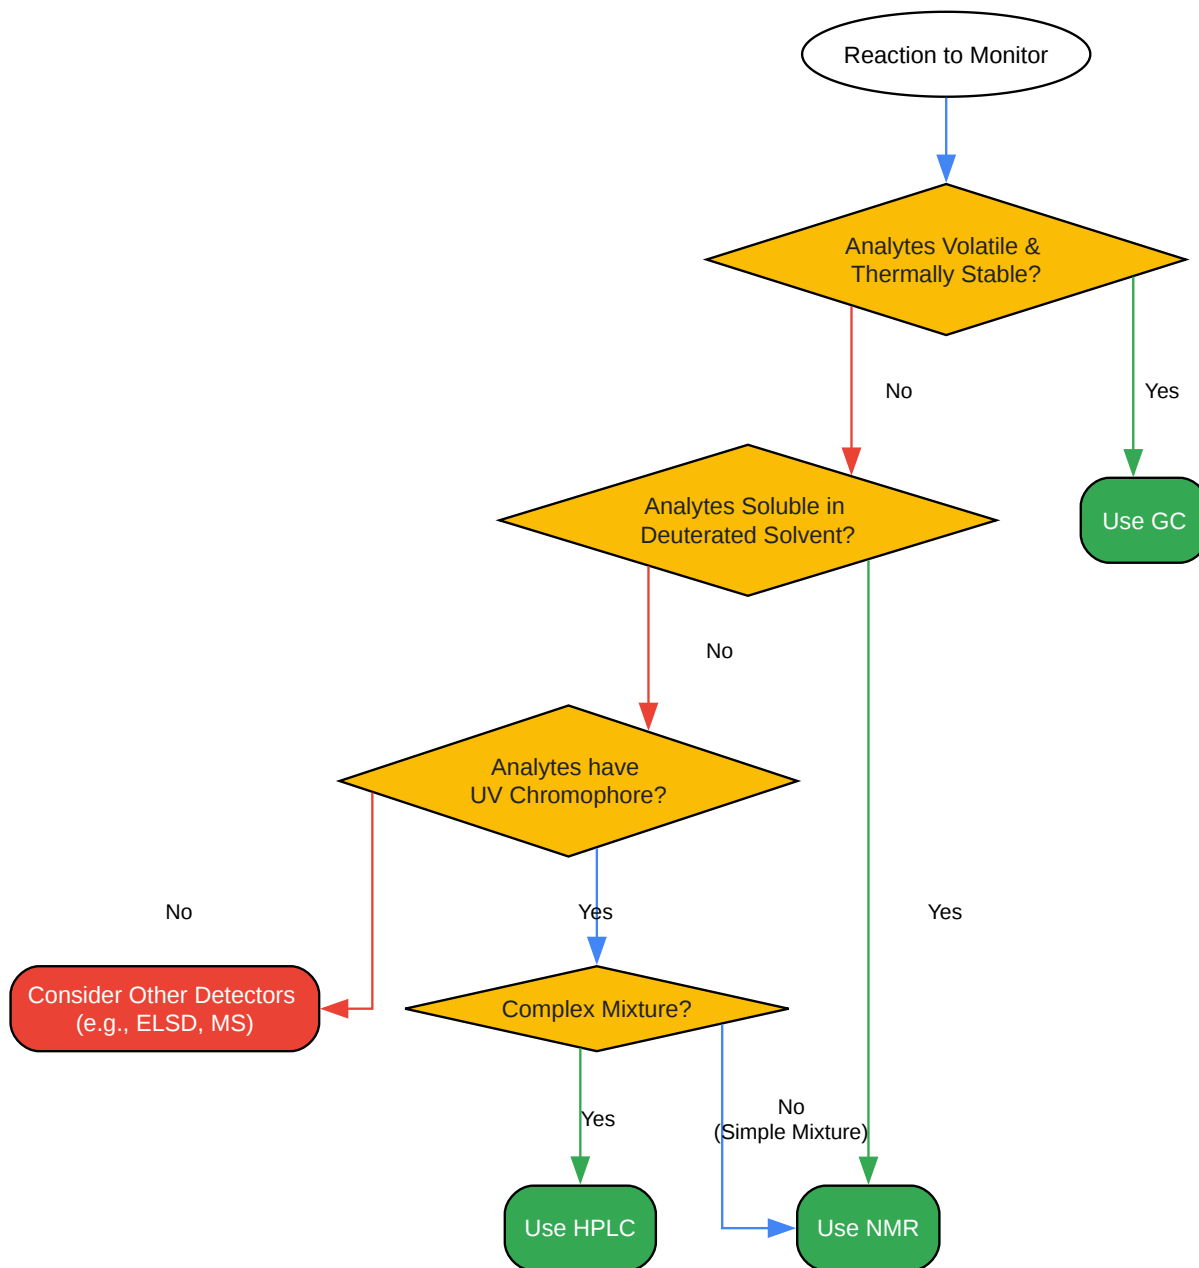 Reaction to Monitor
Analytes Volatile &
Thermally Stable?
No
Yes
Analytes Soluble in
Deuterated Solvent?
Use GC
No
Analytes have
UV Chromophore?
No
Yes
Yes
Consider Other Detectors
(e.g., ELSD, MS)
Complex Mixture?
Yes
No
(Simple Mixture)
Use HPLC
Use NMR